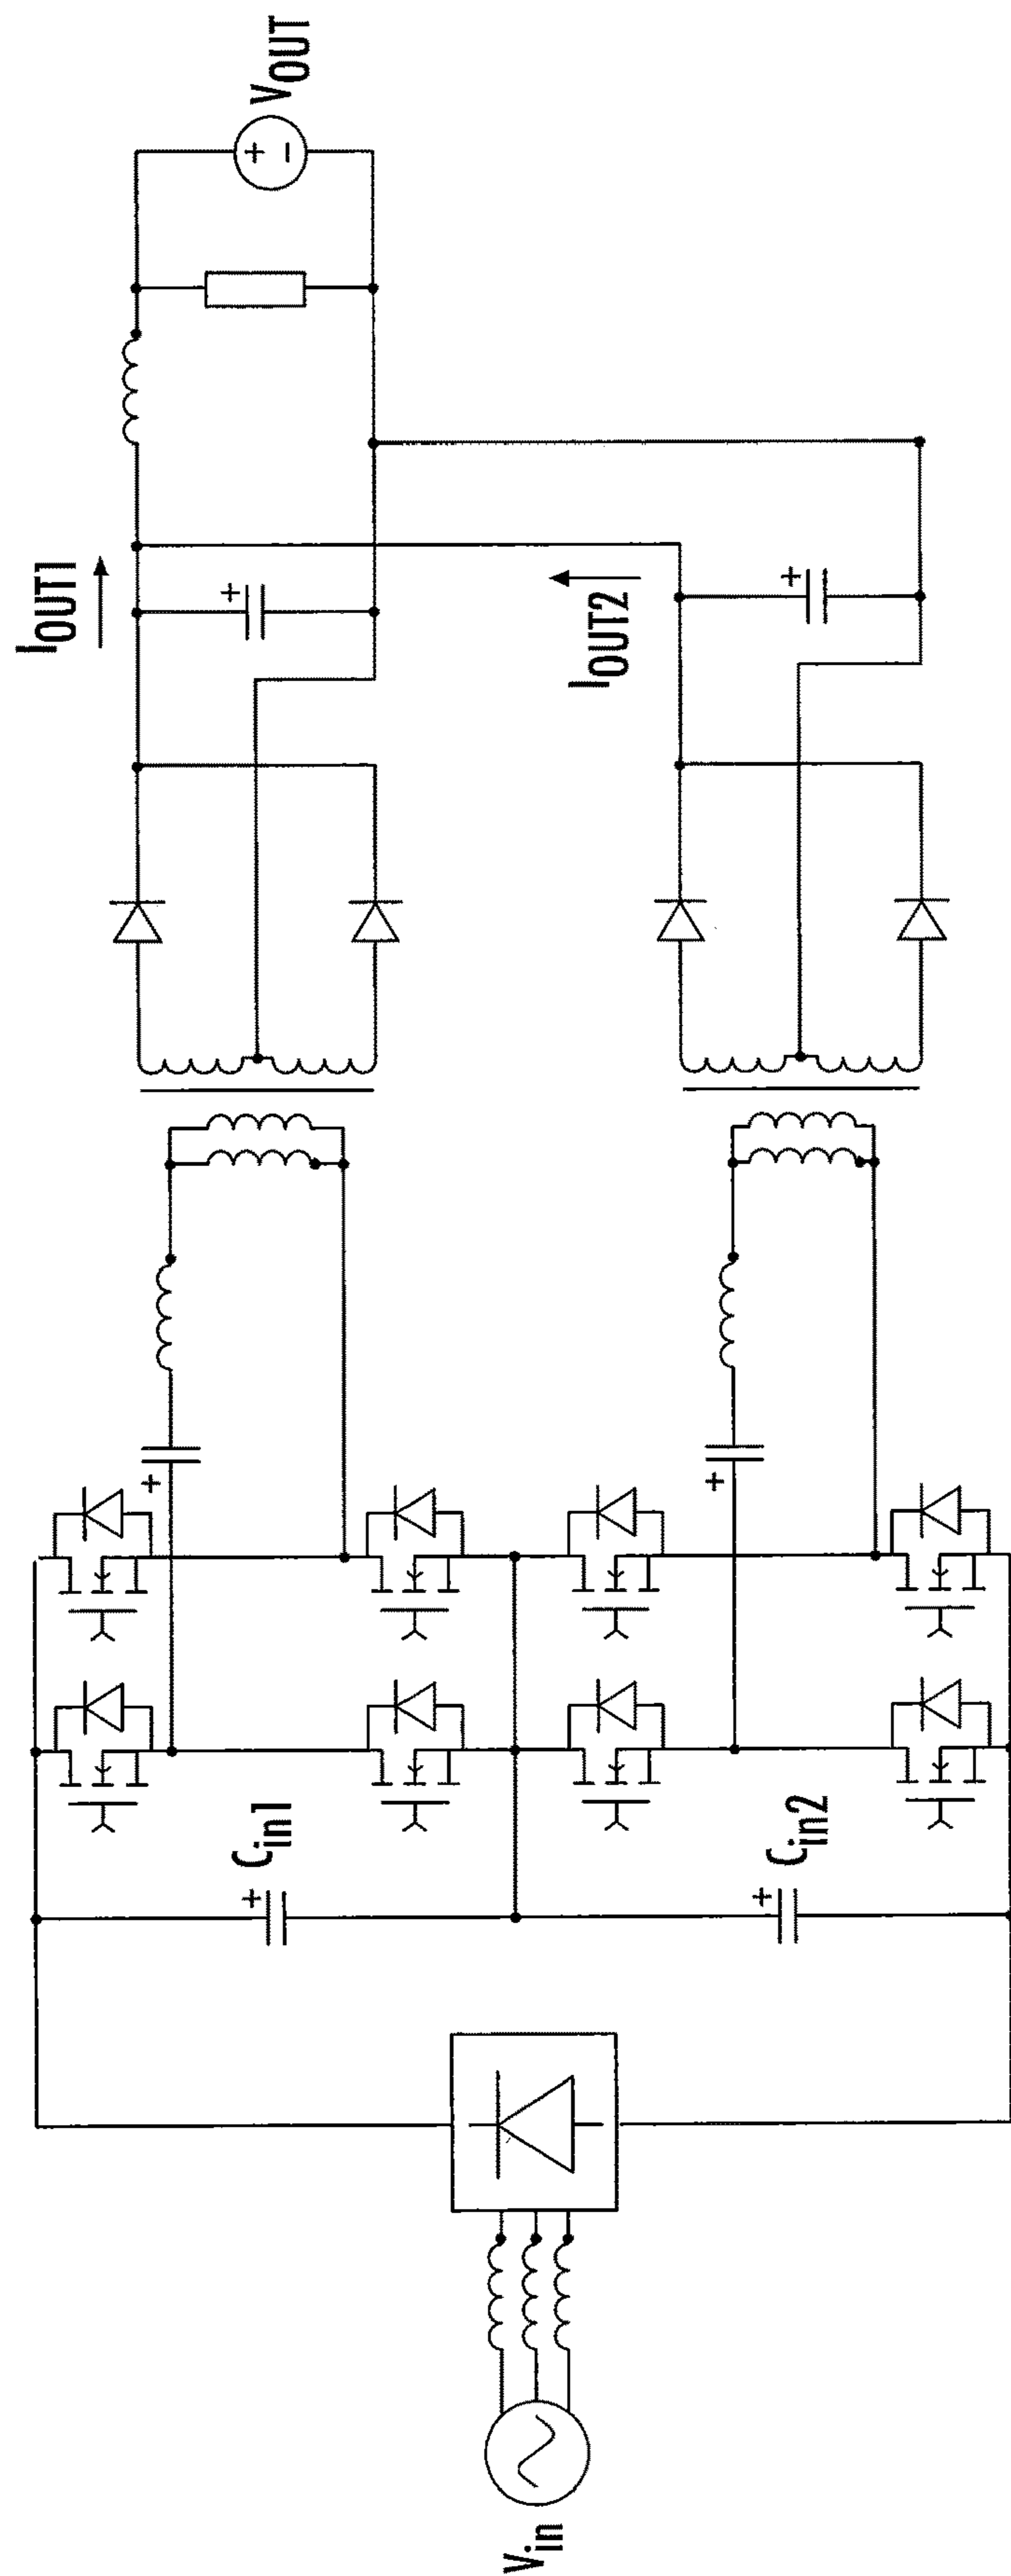 V_in
C_in1
C_in2
I_OUT1
I_OUT2
V_OUT
+
−
+
+
+
+
+
+